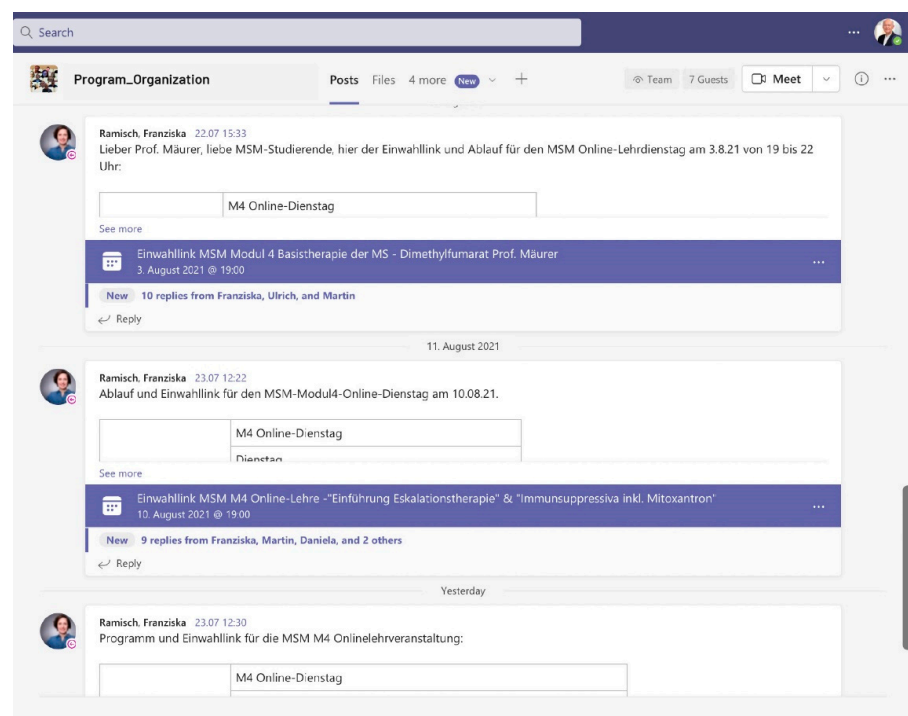 Search
Program_Organization
Posts Files 4 more New
Team 7 Guests Meet
Ramisch, Franziska 22.07 15:33
Lieber Prof. Mäurer, liebe MSM-Studierende, hier der Einwahllink und Ablauf für den MSM Online-Lehrdienstag am 3.8.21 von 19 bis 22
Uhr:
M4 Online-Dienstag
See more
Einwahllink MSM Modul 4 Basistherapie der MS - Dimethylfumarat Prof. Mäurer
3. August 2021 @ 19:00
New 10 replies from Franziska, Ulrich, and Martin
Reply
11. August 2021
Ramisch, Franziska 23.07 12:22
Ablauf und Einwahllink für den MSM-Modul4-Online-Dienstag am 10.08.21.
M4 Online-Dienstag
Dienstag
See more
Einwahllink MSM M4 Online-Lehre -"Einführung Eskalationstherapie" & "Immunsuppressiva inkl. Mitoxantron"
10. August 2021 @ 19:00
New 9 replies from Franziska, Martin, Daniela, and 2 others
Reply
Yesterday
Ramisch, Franziska 23.07 12:30
Programm und Einwahllink für die MSM M4 Onlinelehrveranstaltung:
M4 Online-Dienstag